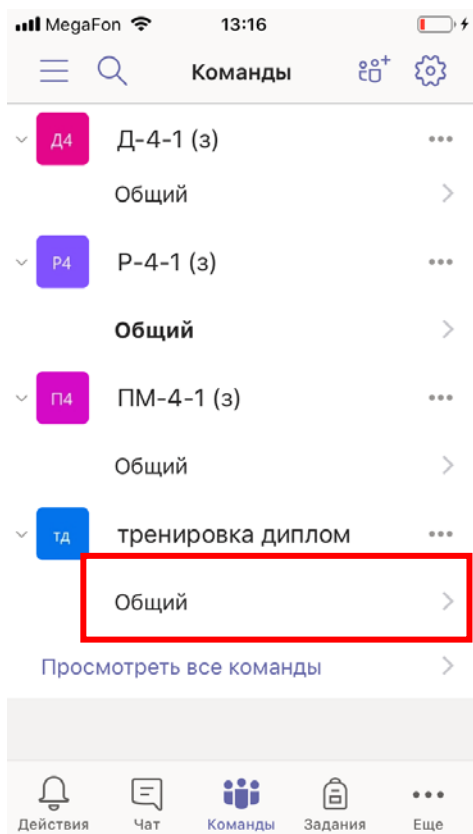 MegaFon 13:16
Команды
Д4 Д-4-1 (з)
Общий
Р4 Р-4-1 (з)
Общий
П4 ПМ-4-1 (з)
Общий
тд тренировка диплом
Общий
Просмотреть все команды
Действия Чат Команды Задания Еще